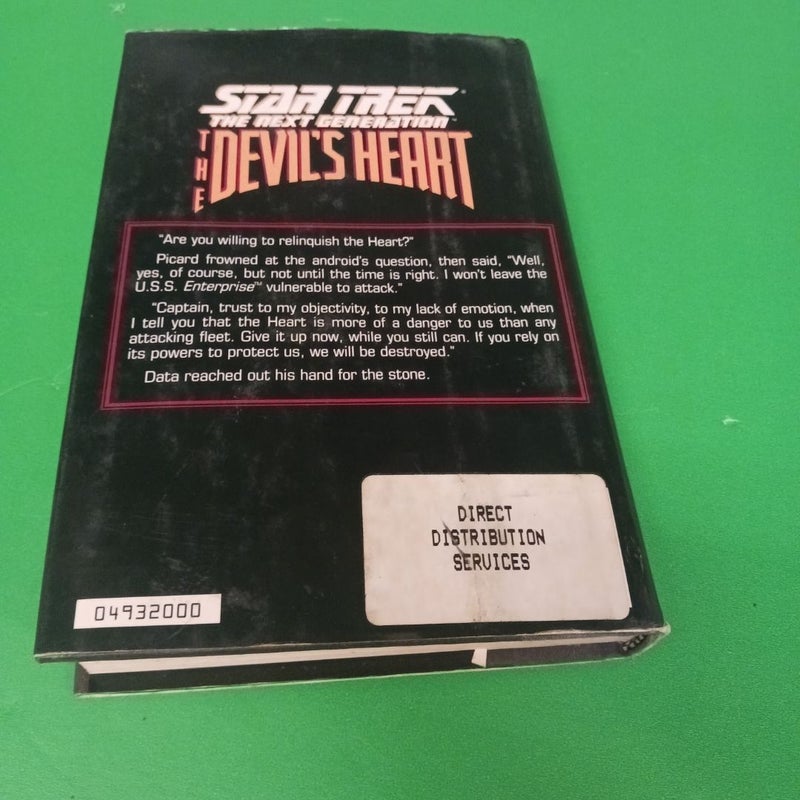 STAR TREK
THE NEXT GENERATION™
THE
DEVIL'S HEART
"Are you willing to relinquish the Heart?"
Picard frowned at the android's question, then said, "Well,
yes, of course, but not until the time is right. I won't leave the
U.S.S. Enterprise™ vulnerable to attack."
"Captain, trust to my objectivity, to my lack of emotion, when
I tell you that the Heart is more of a danger to us than any
attacking fleet. Give it up now, while you still can. If you rely on
its powers to protect us, we will be destroyed."
Data reached out his hand for the stone.
DIRECT
DISTRIBUTION
SERVICES
04932000